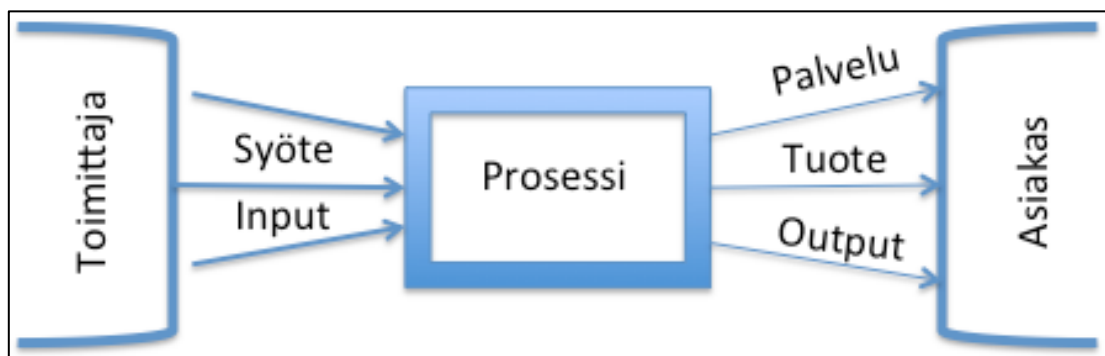 Toimittaja
Syöte
Input
Prosessi
Palvelu
Tuote
Output
Asiakas